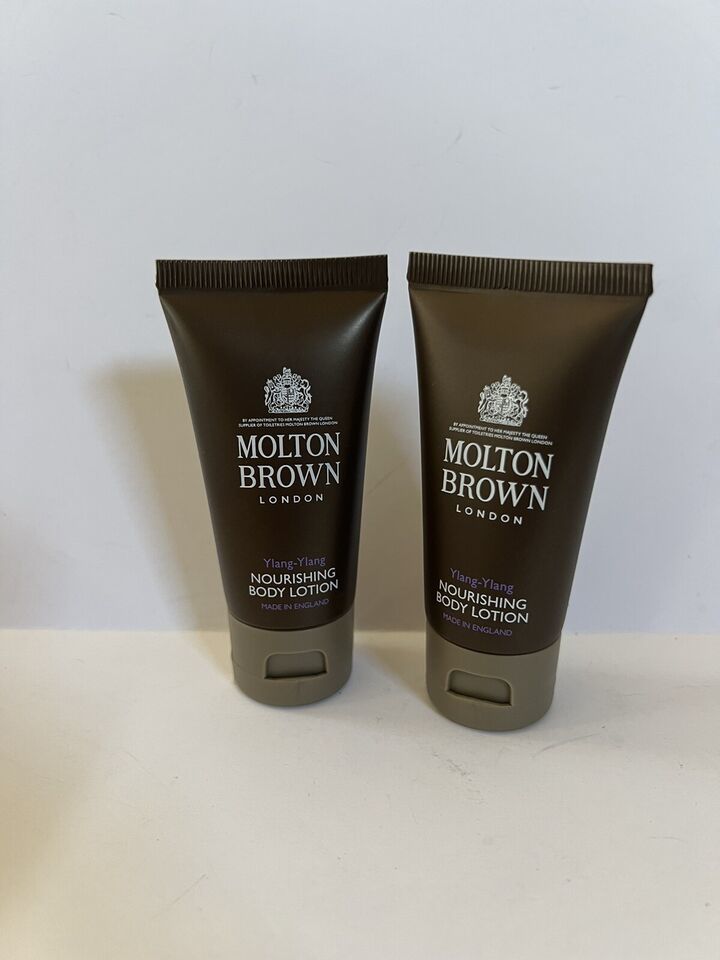 BY APPOINTMENT TO HER MAJESTY THE QUEEN
SUPPLIER OF TOILETRIES MOLTON BROWN LONDON
MOLTON
BROWN
LONDON
Ylang-Ylang
NOURISHING
BODY LOTION
MADE IN ENGLAND
BY APPOINTMENT TO HER MAJESTY THE QUEEN
SUPPLIER OF TOILETRIES MOLTON BROWN LONDON
MOLTON
BROWN
LONDON
Ylang-Ylang
NOURISHING
BODY LOTION
MADE IN ENGLAND